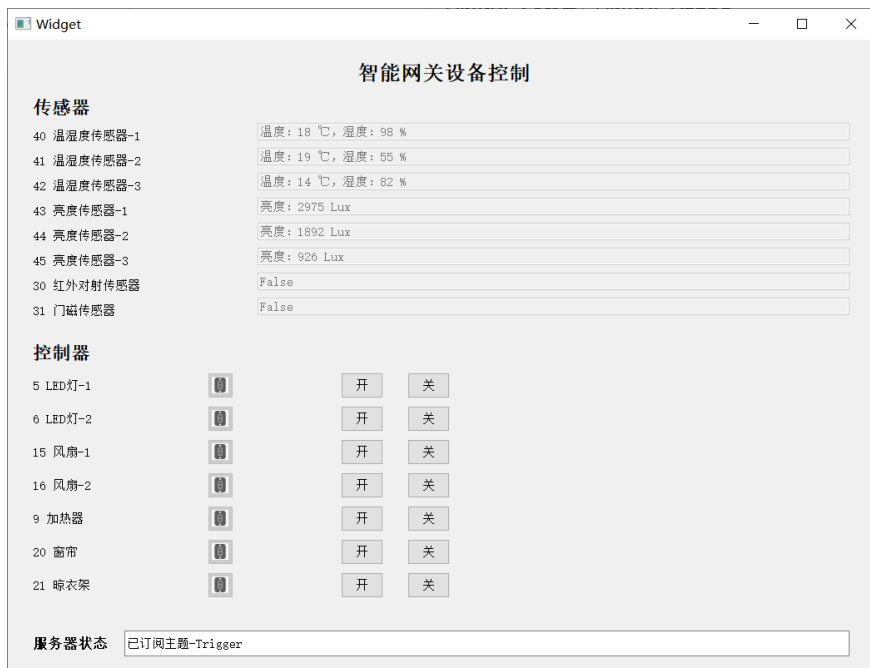 Widget
智能网关设备控制
传感器
40 温湿度传感器-1 温度: 18 ℃, 湿度: 98 %
41 温湿度传感器-2 温度: 19 ℃, 湿度: 55 %
42 温湿度传感器-3 温度: 14 ℃, 湿度: 82 %
43 亮度传感器-1 亮度: 2975 Lux
44 亮度传感器-2 亮度: 1892 Lux
45 亮度传感器-3 亮度: 926 Lux
30 红外对射传感器 False
31 门磁传感器 False
控制器
5 LED灯-1 开 关
6 LED灯-2 开 关
15 风扇-1 开 关
16 风扇-2 开 关
9 加热器 开 关
20 窗帘 开 关
21 晾衣架 开 关
服务器状态 已订阅主题-Trigger